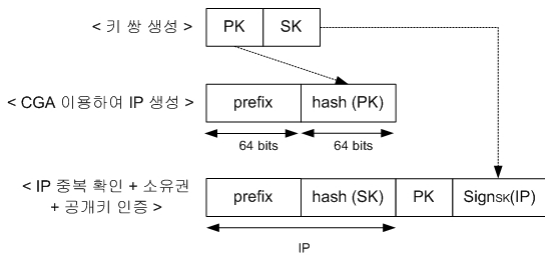 < 키 쌍 생성 >
PK
SK
< CGA 이용하여 IP 생성 >
prefix
hash (PK)
64 bits
64 bits
< IP 중복 확인 + 소유권
+ 공개키 인증 >
prefix
hash (SK)
PK
SignSK(IP)
IP